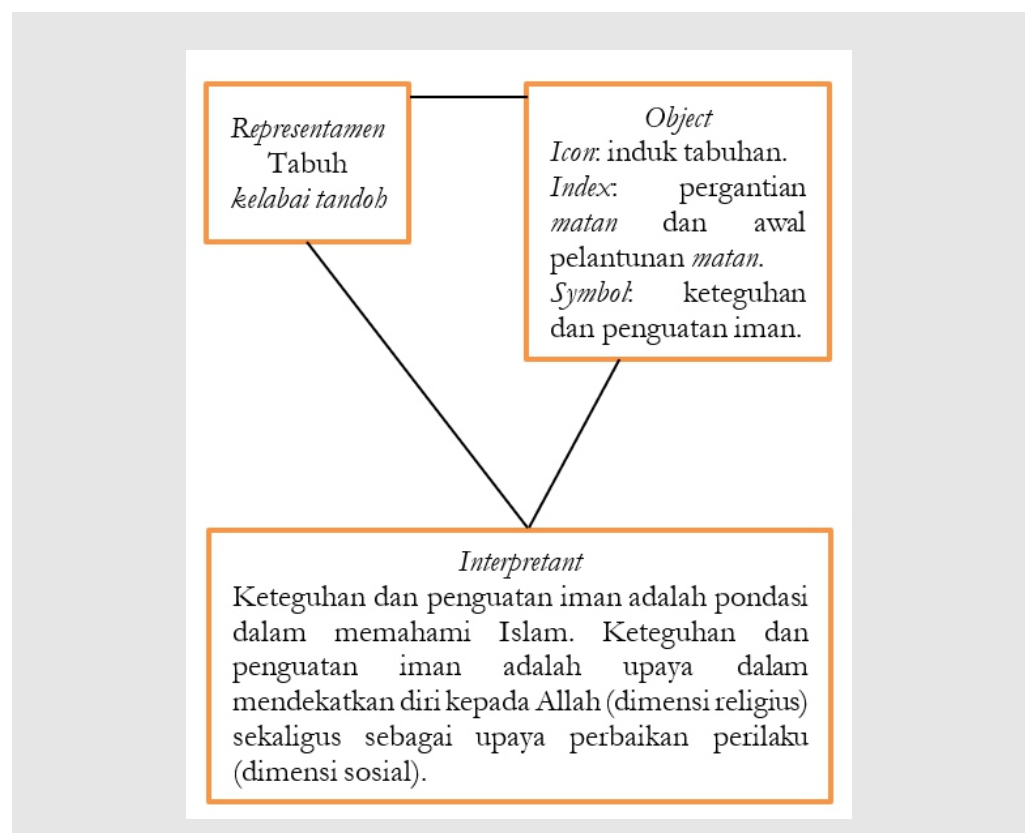 Representamen
Tabuh
kelabai tandoh
Object
Icon: induk tabuhan.
Index: pergantian
matan dan awal
pelantunan matan.
Symbol: keteguhan
dan penguatan iman.
Interpretant
Keteguhan dan penguatan iman adalah pondasi
dalam memahami Islam. Keteguhan dan
penguatan iman adalah upaya dalam
mendekatkan diri kepada Allah (dimensi religius)
sekaligus sebagai upaya perbaikan perilaku
(dimensi sosial).